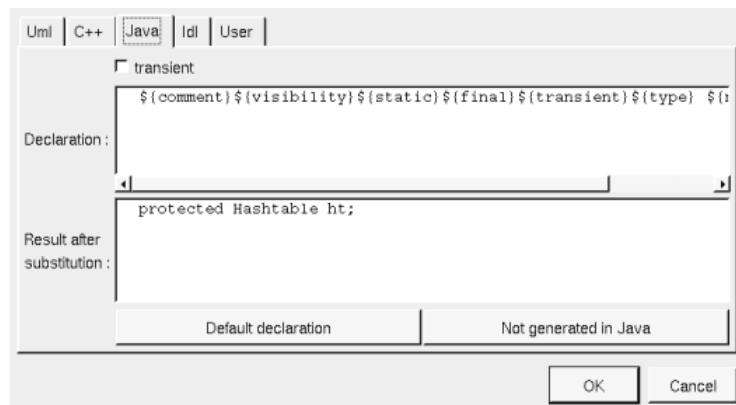 Uml C++ Java Idl User
transient
${comment}${visibility}${static}${final}${transient}${type} ${
Declaration :
protected Hashtable ht;
Result after
substitution :
Default declaration Not generated in Java
OK Cancel